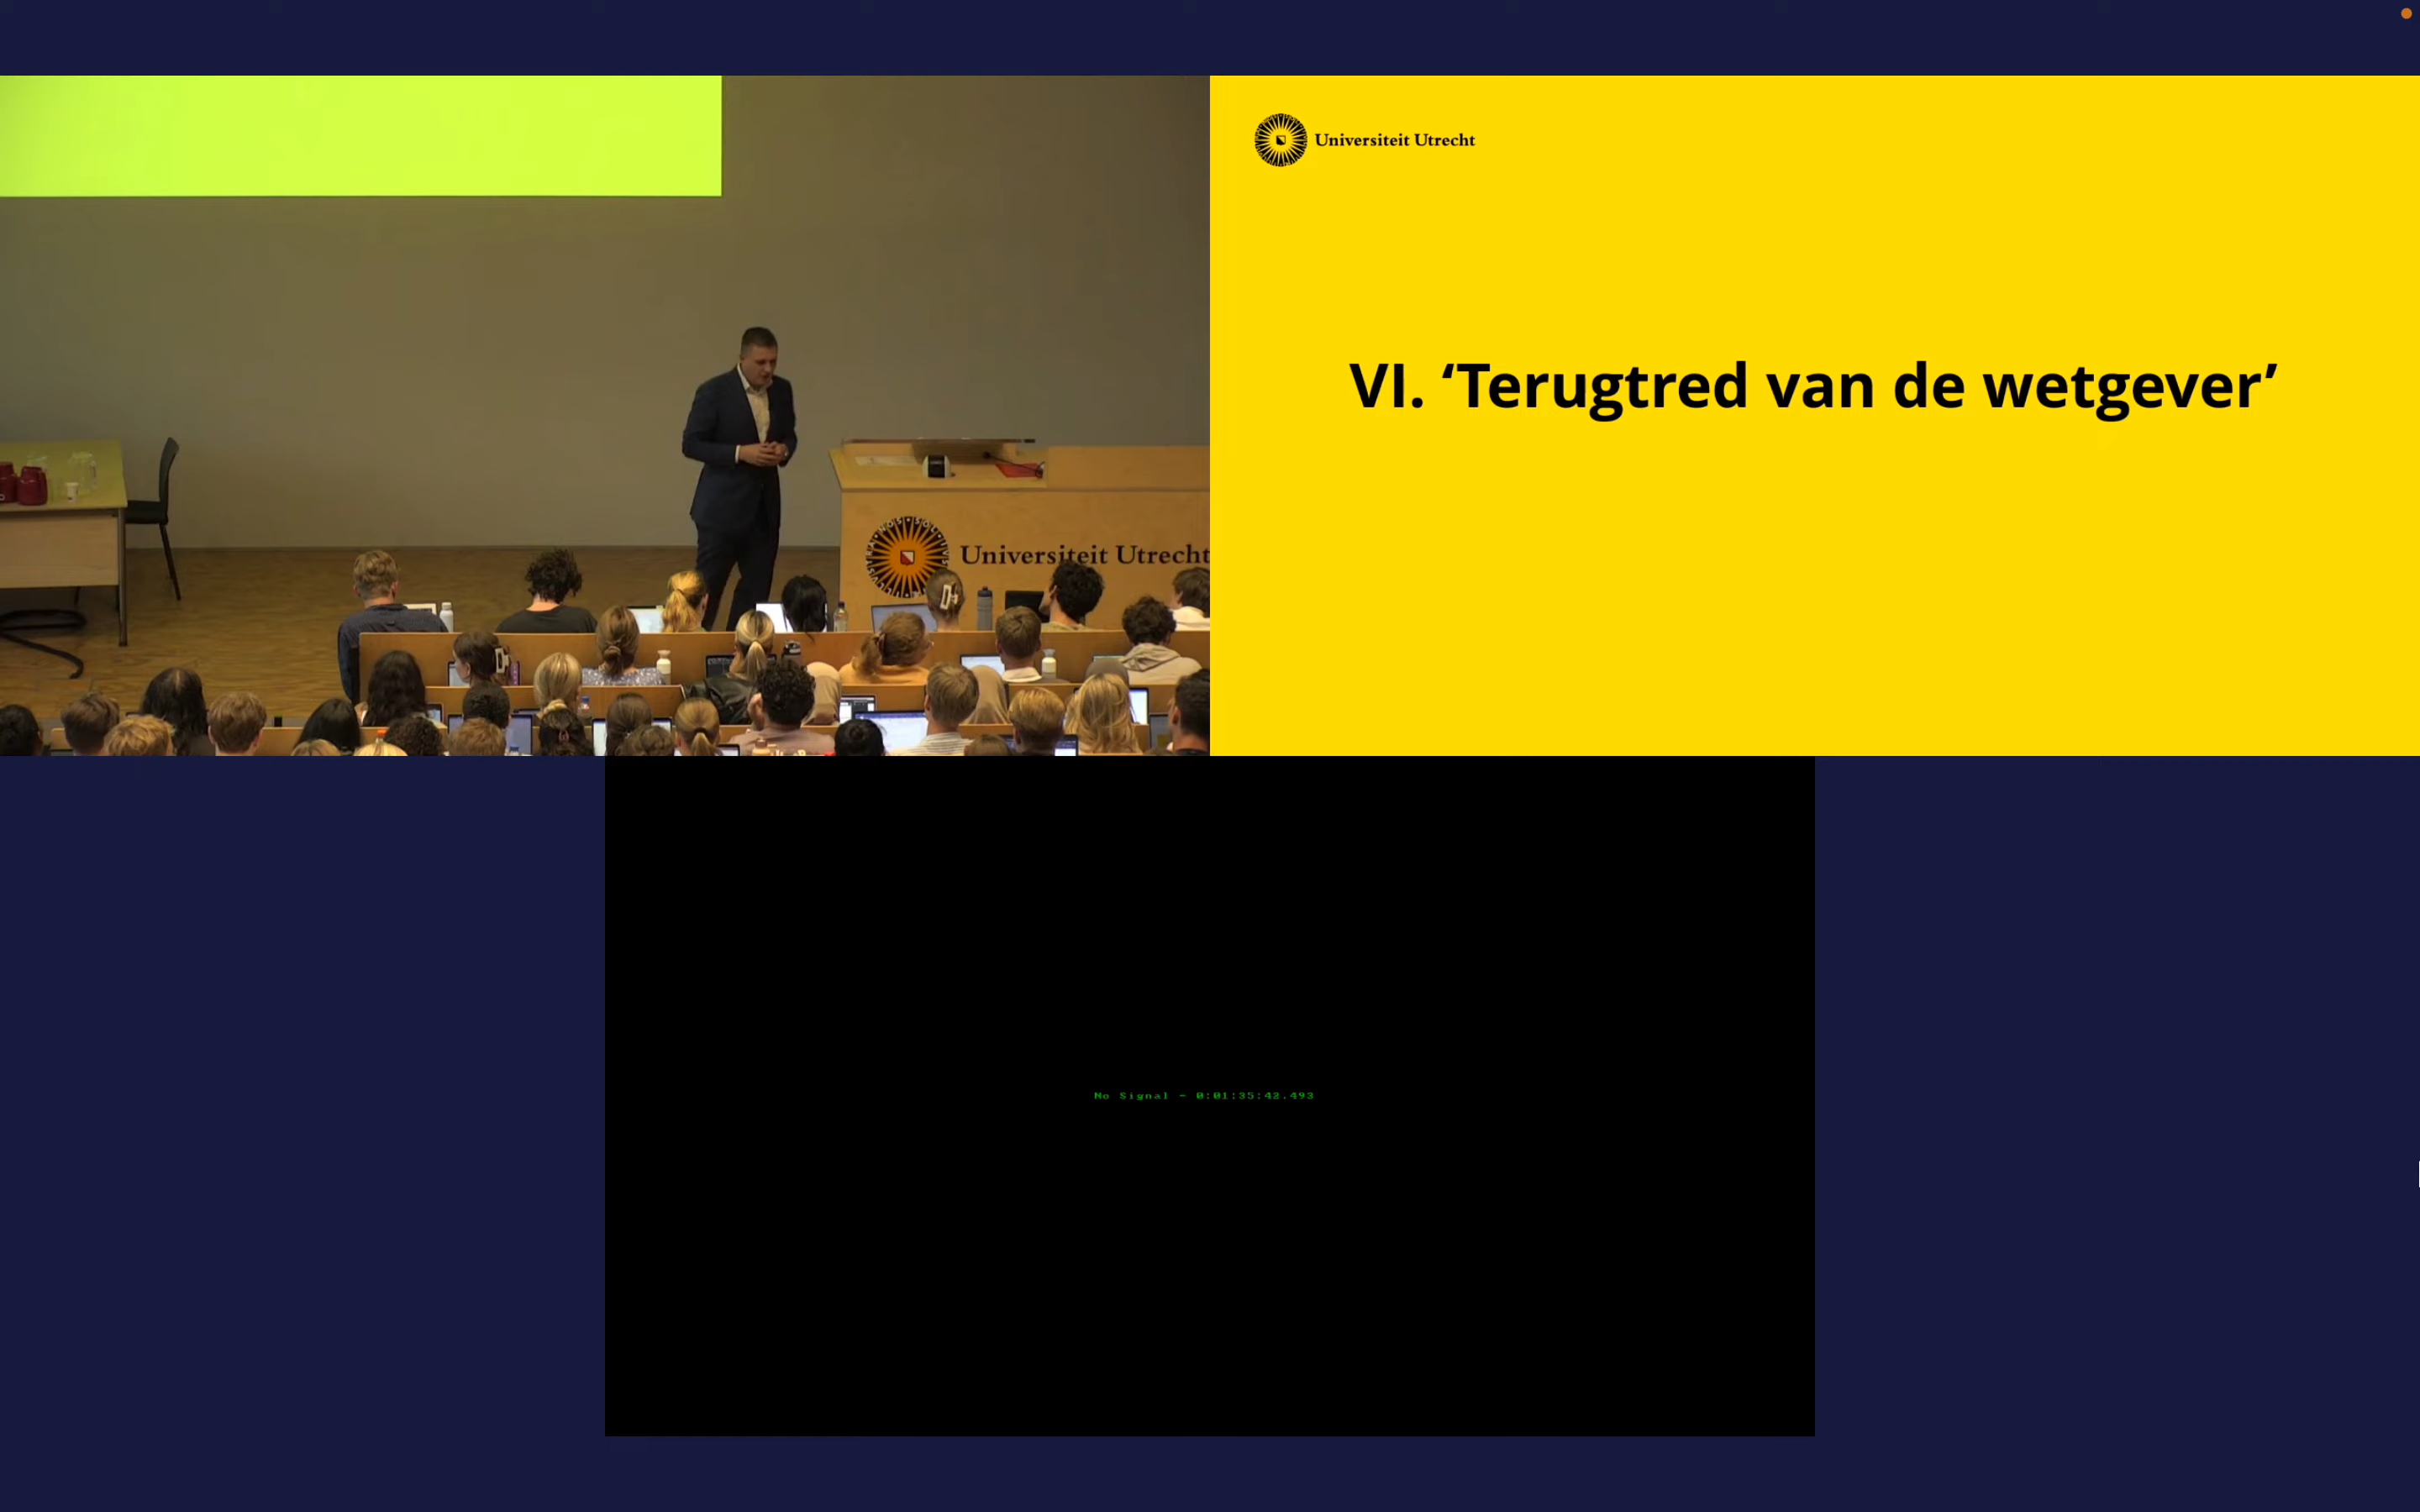 Universiteit Utrecht
VI. ‘Terugtred van de wetgever’
Universiteit Utrecht
No Signal - 0:01:35:42.493